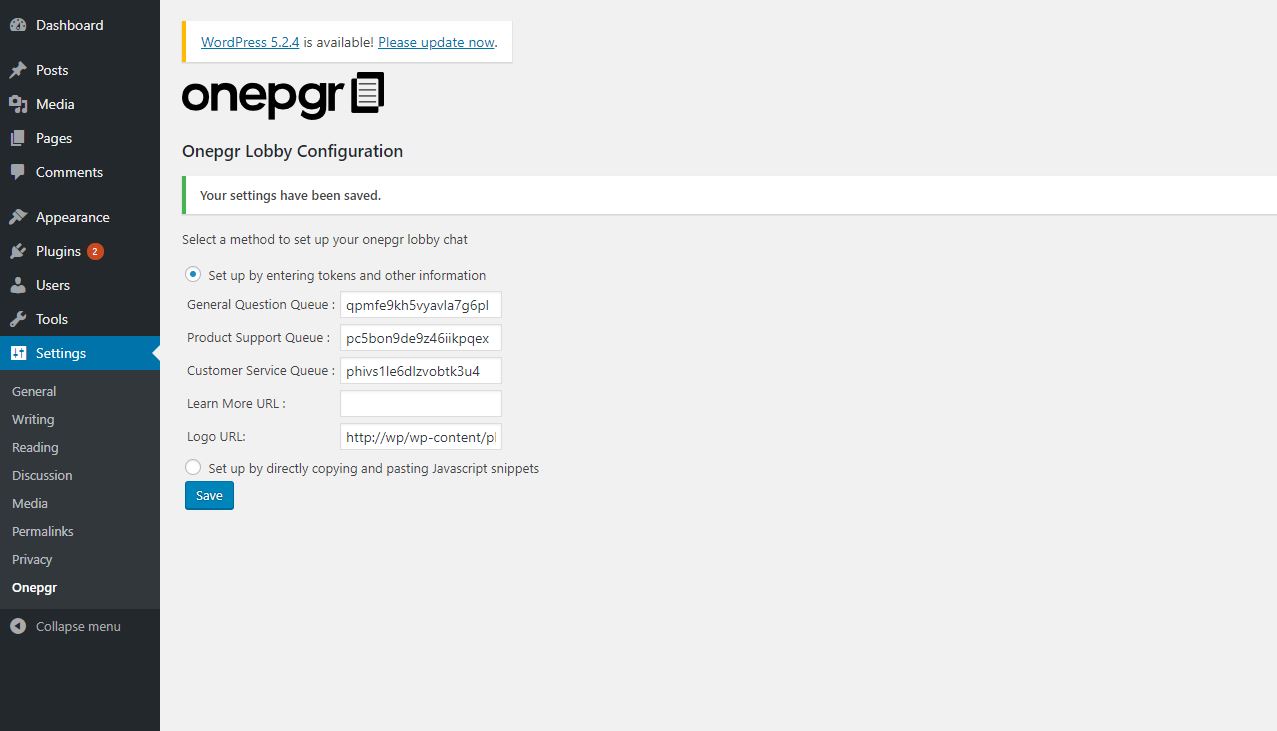 Dashboard
Posts
Media
Pages
Comments
Appearance
Plugins 2
Users
Tools
Settings
General
Writing
Reading
Discussion
Media
Permalinks
Privacy
Onepgr
Collapse menu
WordPress 5.2.4 is available! Please update now.
onepgr
Onepgr Lobby Configuration
Your settings have been saved.
Select a method to set up your onepgr lobby chat
Set up by entering tokens and other information
General Question Queue : qpmfe9kh5vyavla7g6pl
Product Support Queue : pc5bon9de9z46iikpqex
Customer Service Queue : phivs1le6dlzvobtk3u4
Learn More URL :
Logo URL: http://wp/wp-content/pl
Set up by directly copying and pasting Javascript snippets
Save